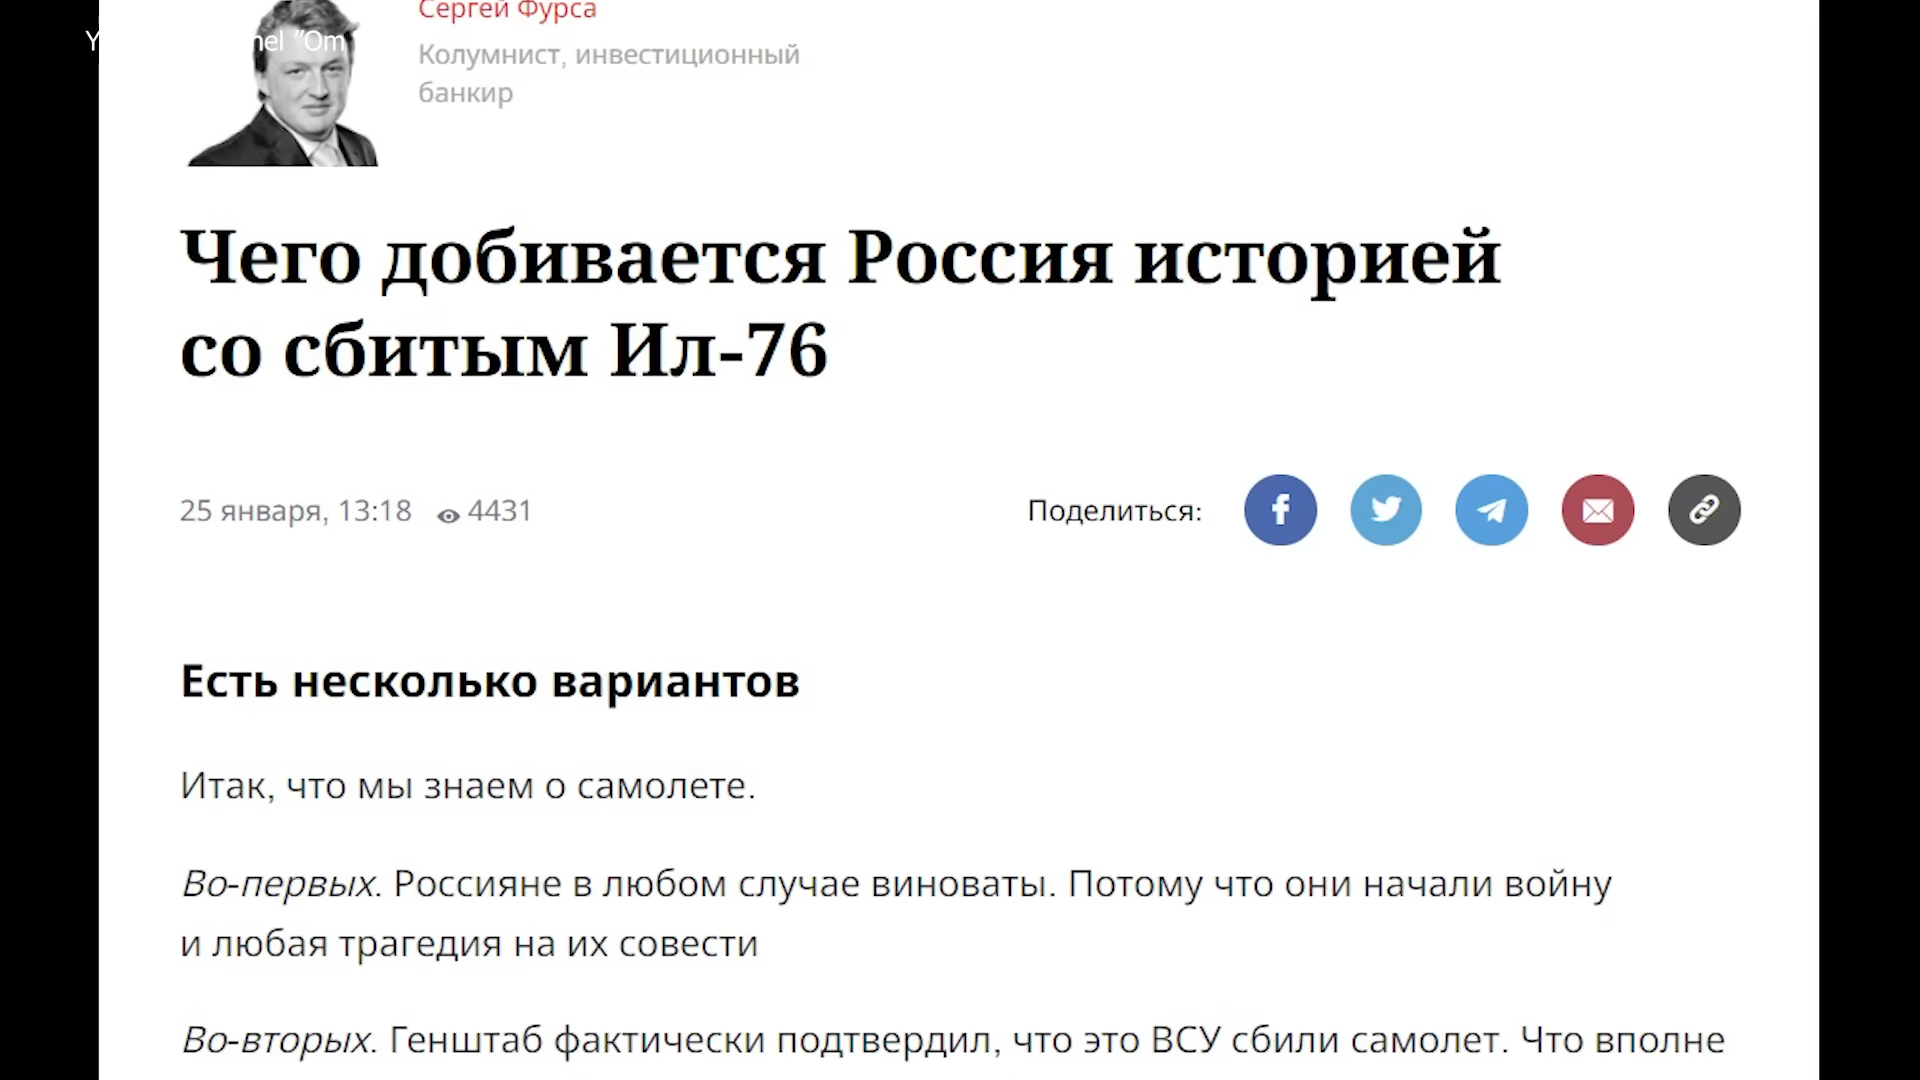 Сергей Фурса
Y nel "Om
Колумнист, инвестиционный
банкир
Чего добивается Россия историей
со сбитым Ил-76
25 января, 13:18 4431
Поделиться:
Есть несколько вариантов
Итак, что мы знаем о самолете.
Во-первых. Россияне в любом случае виноваты. Потому что они начали войну
и любая трагедия на их совести
Во-вторых. Генштаб фактически подтвердил, что это ВСУ сбили самолет. Что вполне